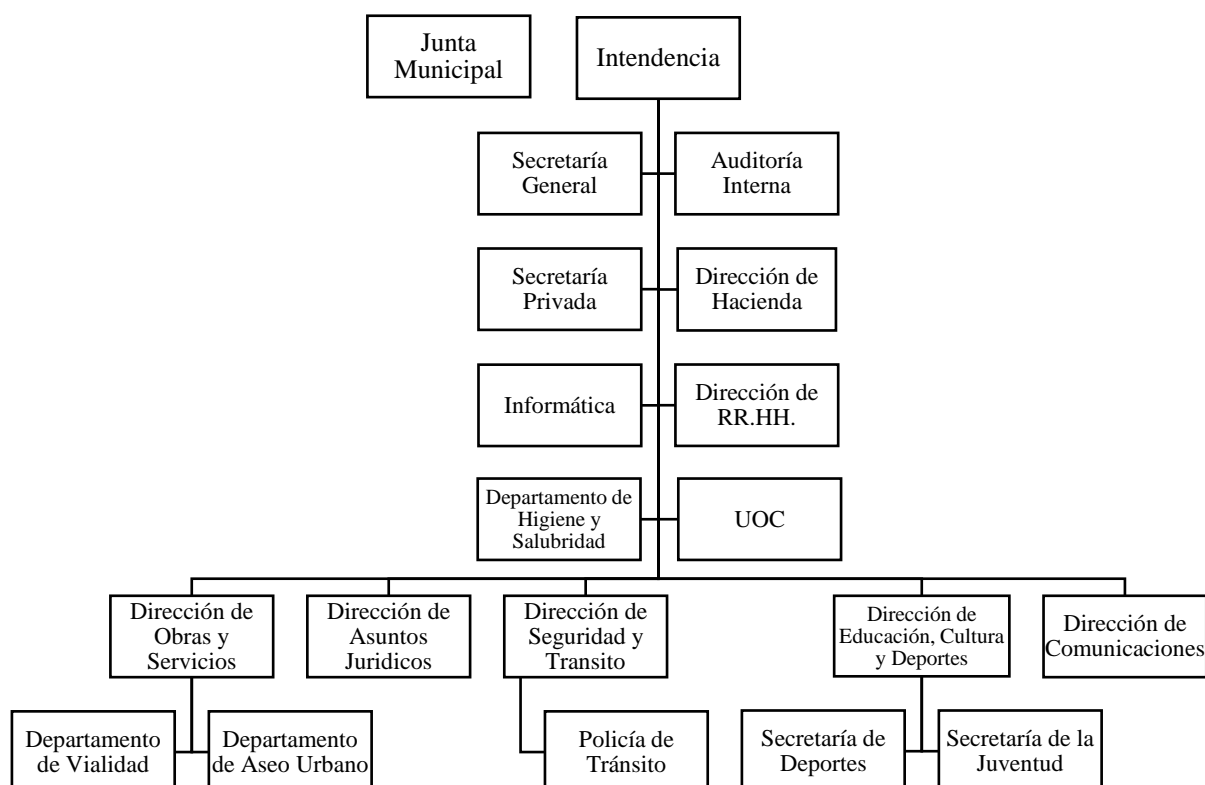 Junta
Municipal
Intendencia
Secretaría
General
Auditoría
Interna
Secretaría
Privada
Dirección de
Hacienda
Informática
Dirección de
RR.HH.
Departamento de
Higiene y
Salubridad
UOC
Dirección de
Obras y
Servicios
Dirección de
Asuntos
Juridicos
Dirección de
Seguridad y
Transito
Dirección de
Educación, Cultura
y Deportes
Dirección de
Comunicaciones
Departamento
de Vialidad
Departamento
de Aseo Urbano
Policía de
Tránsito
Secretaría de
Deportes
Secretaría de la
Juventud